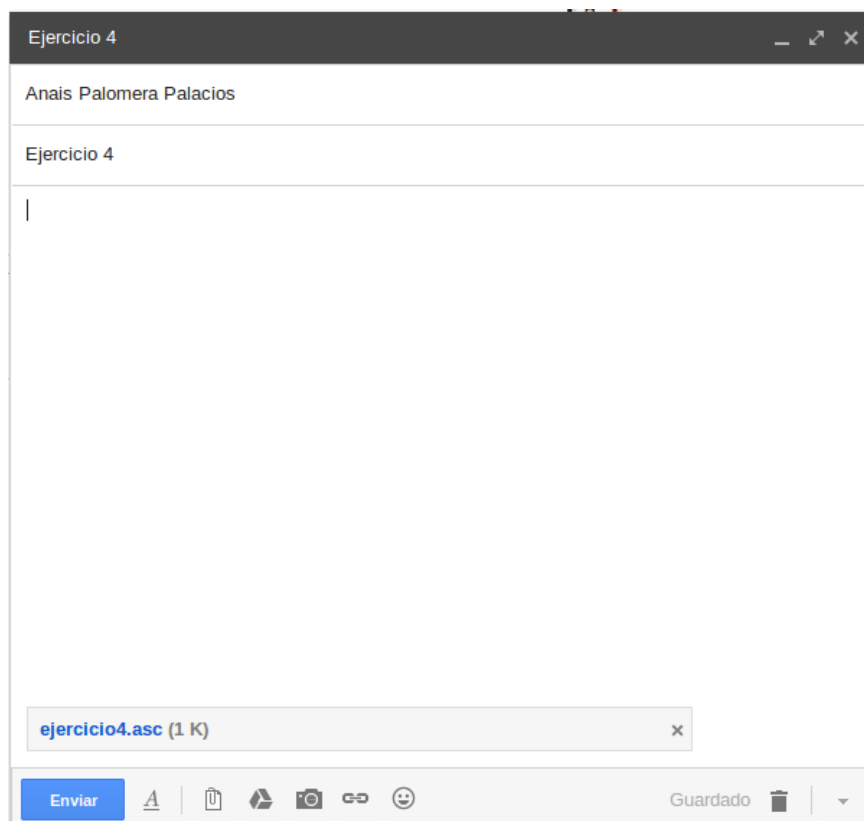 Ejercicio 4
Anais Palomera Palacios
Ejercicio 4
ejercicio4.asc (1 K)
Enviar
Guardado